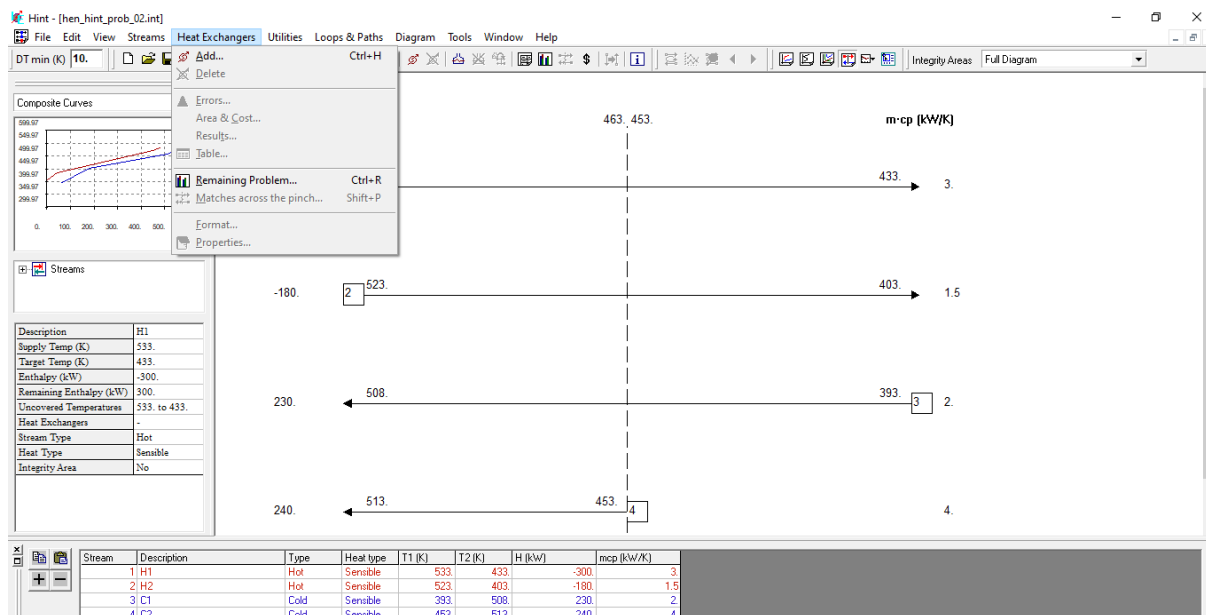 Hint - [hen_hint_prob_02.int]
File Edit View Streams Heat Exchangers Utilities Loops & Paths Diagram Tools Window Help
DT min (K) 10. Integrity Areas Full Diagram
Add... Ctrl+H
Delete
Errors...
Area & Cost...
Results...
Table...
Remaining Problem... Ctrl+R
Matches across the pinch... Shift+P
Format...
Properties...
Composite Curves
599.97
549.97
499.97
449.97
399.97
349.97
299.97
0. 100. 200. 300. 400. 500.
Streams
Description H1
Supply Temp (K) 533.
Target Temp (K) 433.
Enthalpy (kW) -300.
Remaining Enthalpy (kW) 300.
Uncovered Temperatures 533. to 433.
Heat Exchangers -
Stream Type Hot
Heat Type Sensible
Integrity Area No
463. 453. m·cp (kW/K)
433. 3.
-180. 2 523. 403. 1.5
230. 508. 393. 3 2.
240. 513. 453. 4 4.
Stream Description Type Heat type T1 (K) T2 (K) H (kW) mcp (kW/K)
1 H1 Hot Sensible 533. 433. -300. 3.
2 H2 Hot Sensible 523. 403. -180. 1.5
3 C1 Cold Sensible 393. 508. 230. 2.
4 C2 Cold Sensible 453. 513. 240. 4.